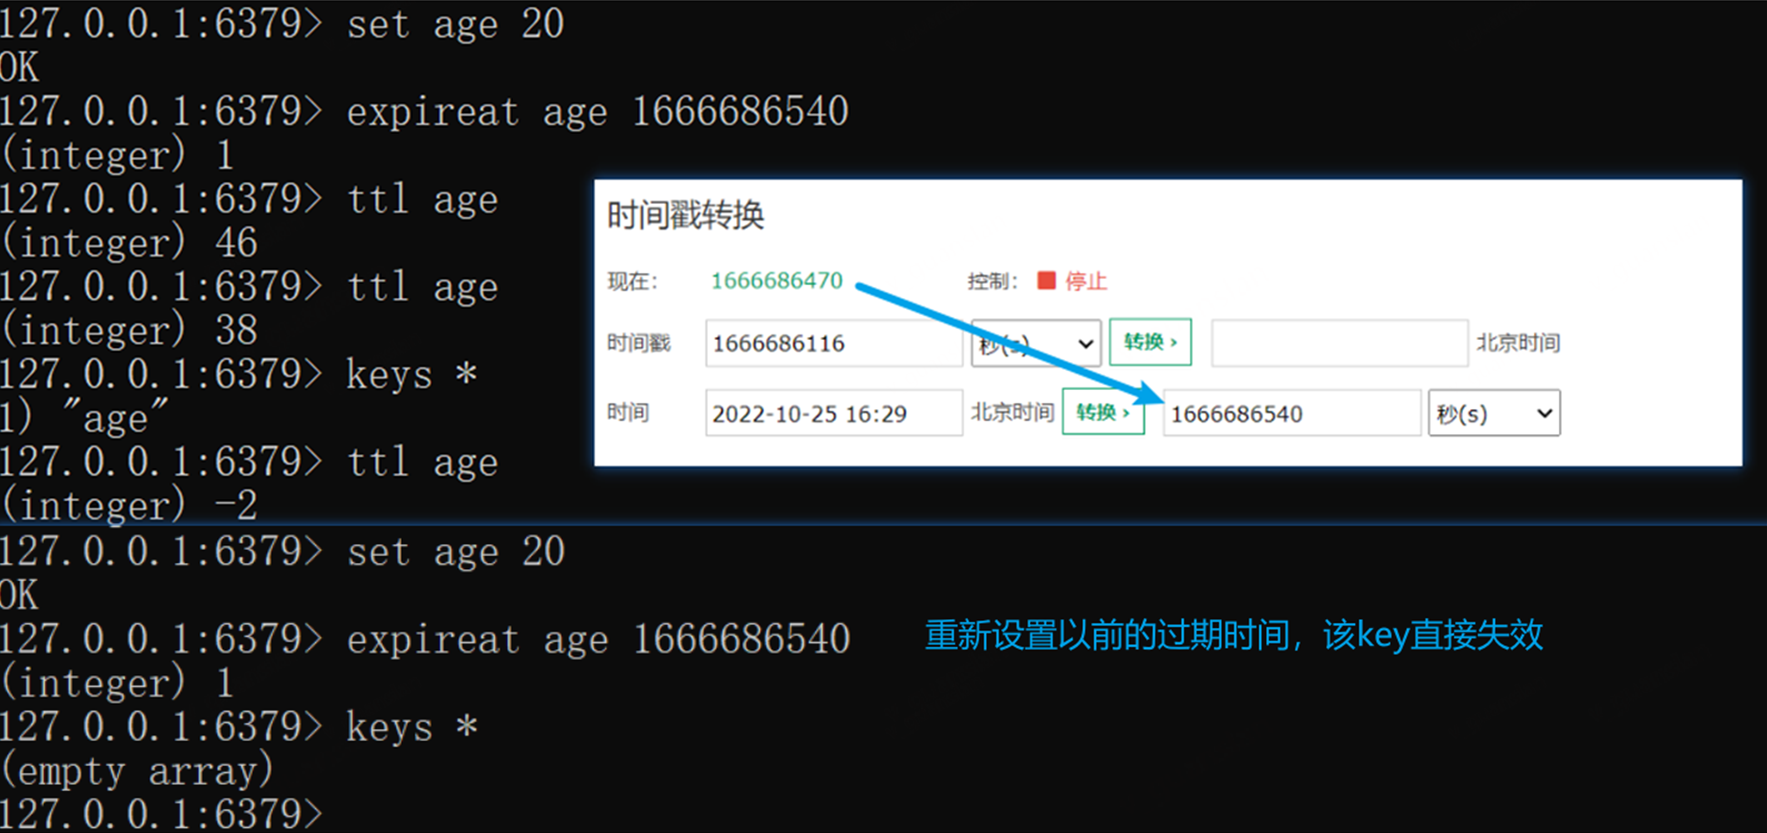 127.0.0.1:6379> set age 20
OK
127.0.0.1:6379> expireat age 1666686540
(integer) 1
127.0.0.1:6379> ttl age
(integer) 46
127.0.0.1:6379> ttl age
(integer) 38
127.0.0.1:6379> keys *
1) "age"
127.0.0.1:6379> ttl age
(integer) -2
时间戳转换
现在： 1666686470 控制： 停止
时间戳 1666686116 秒(s) 转换 › 北京时间
时间 2022-10-25 16:29 北京时间 转换 › 1666686540 秒(s)
127.0.0.1:6379> set age 20
OK
127.0.0.1:6379> expireat age 1666686540 重新设置以前的过期时间，该key直接失效
(integer) 1
127.0.0.1:6379> keys *
(empty array)
127.0.0.1:6379>